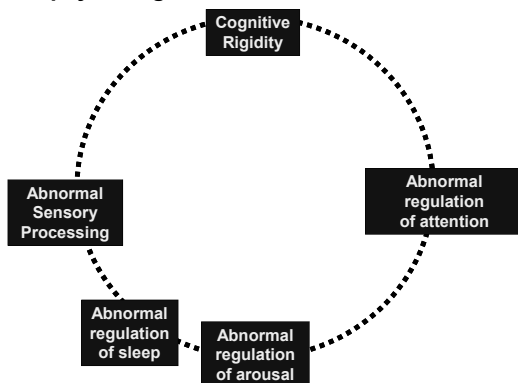 Cognitive
Rigidity
Abnormal
regulation
of attention
Abnormal
Sensory
Processing
Abnormal
regulation
of sleep
Abnormal
regulation
of arousal